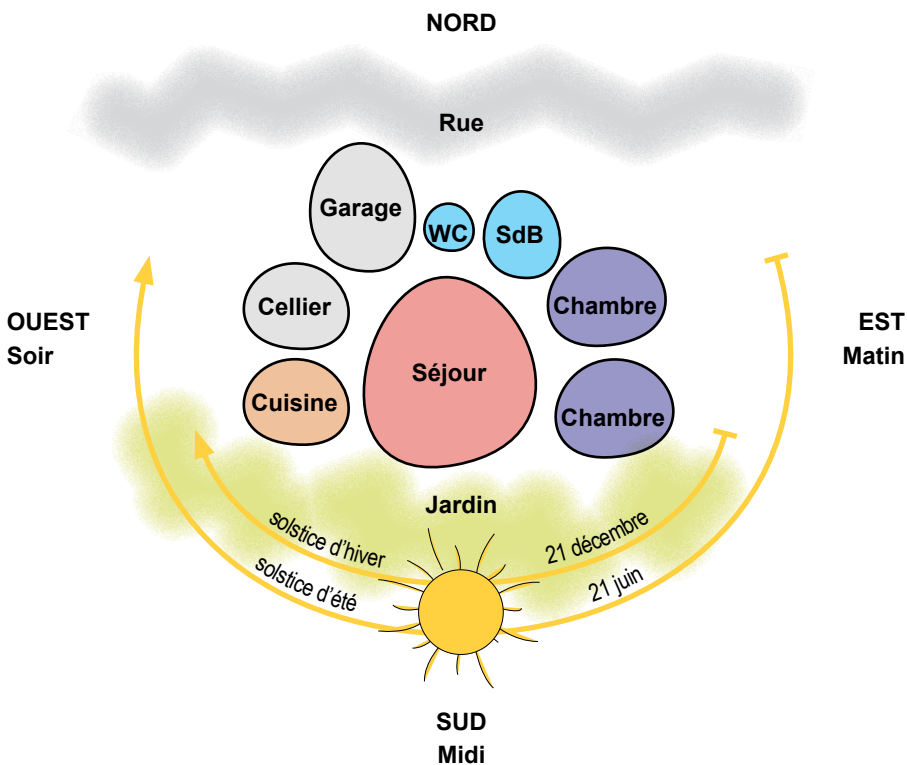 NORD
Rue
Garage
WC
SdB
Cellier
Chambre
OUEST
Soir
EST
Matin
Séjour
Cuisine
Chambre
Jardin
solstice d'hiver
21 décembre
solstice d'été
21 juin
SUD
Midi